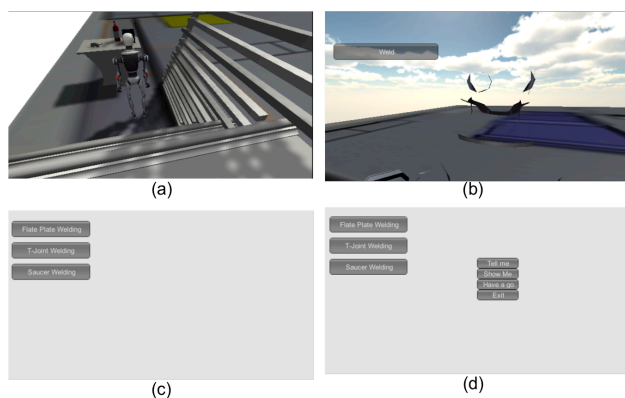 Weld
(a)
(b)
Flate Plate Welding
T-Joint Welding
Saucer Welding
(c)
Flate Plate Welding
T-Joint Welding
Saucer Welding
Tell me
Show Me
Have a go
Exit
(d)